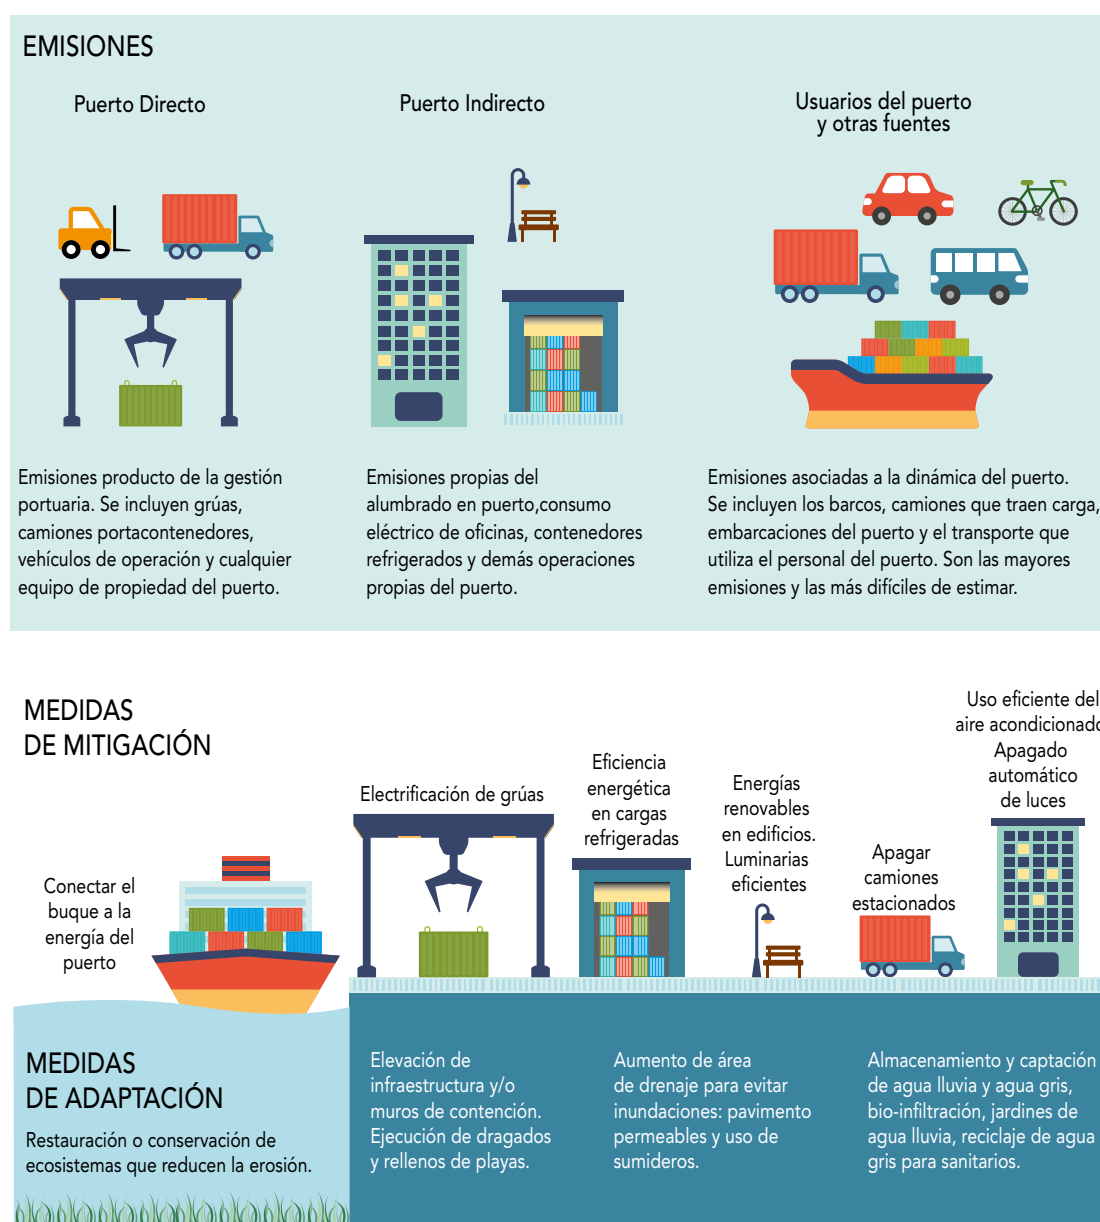 EMISIONES
Puerto Directo
Puerto Indirecto
Usuarios del puerto
y otras fuentes
Emisiones producto de la gestión
portuaria. Se incluyen grúas,
camiones portacontenedores,
vehículos de operación y cualquier
equipo de propiedad del puerto.
Emisiones propias del
alumbrado en puerto,consumo
eléctrico de oficinas, contenedores
refrigerados y demás operaciones
propias del puerto.
Emisiones asociadas a la dinámica del puerto.
Se incluyen los barcos, camiones que traen carga,
embarcaciones del puerto y el transporte que
utiliza el personal del puerto. Son las mayores
emisiones y las más difíciles de estimar.
MEDIDAS
DE MITIGACIÓN
Conectar el
buque a la
energía del
puerto
Electrificación de grúas
Eficiencia
energética
en cargas
refrigeradas
Energías
renovables
en edificios.
Luminarias
eficientes
Apagar
camiones
estacionados
Uso eficiente del
aire acondicionado
Apagado
automático
de luces
MEDIDAS
DE ADAPTACIÓN
Restauración o conservación de
ecosistemas que reducen la erosión.
Elevación de
infraestructura y/o
muros de contención.
Ejecución de dragados
y rellenos de playas.
Aumento de área
de drenaje para evitar
inundaciones: pavimento
permeables y uso de
sumideros.
Almacenamiento y captación
de agua lluvia y agua gris,
bio-infiltración, jardines de
agua lluvia, reciclaje de agua
gris para sanitarios.